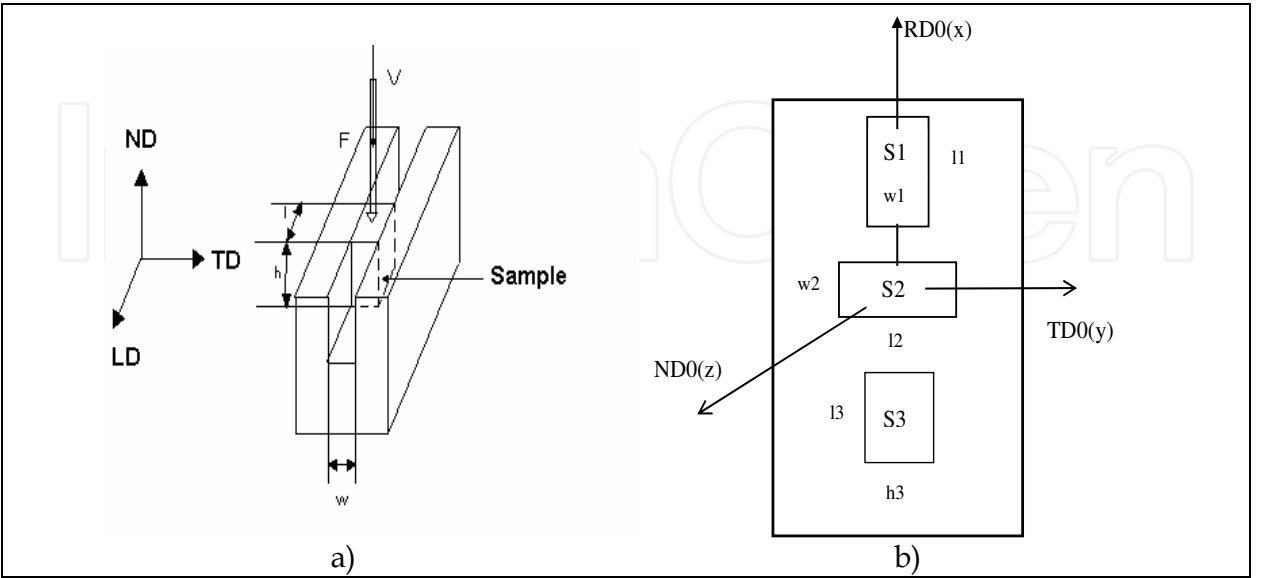 V
F
ND
TD
LD
l
h
Sample
w
a)
RD0(x)
S1
l1
w1
w2
S2
l2
TD0(y)
ND0(z)
l3
S3
h3
b)